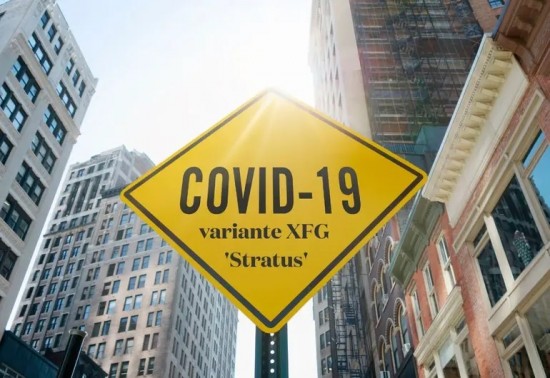 COVID-19
variante XFG
'Stratus'